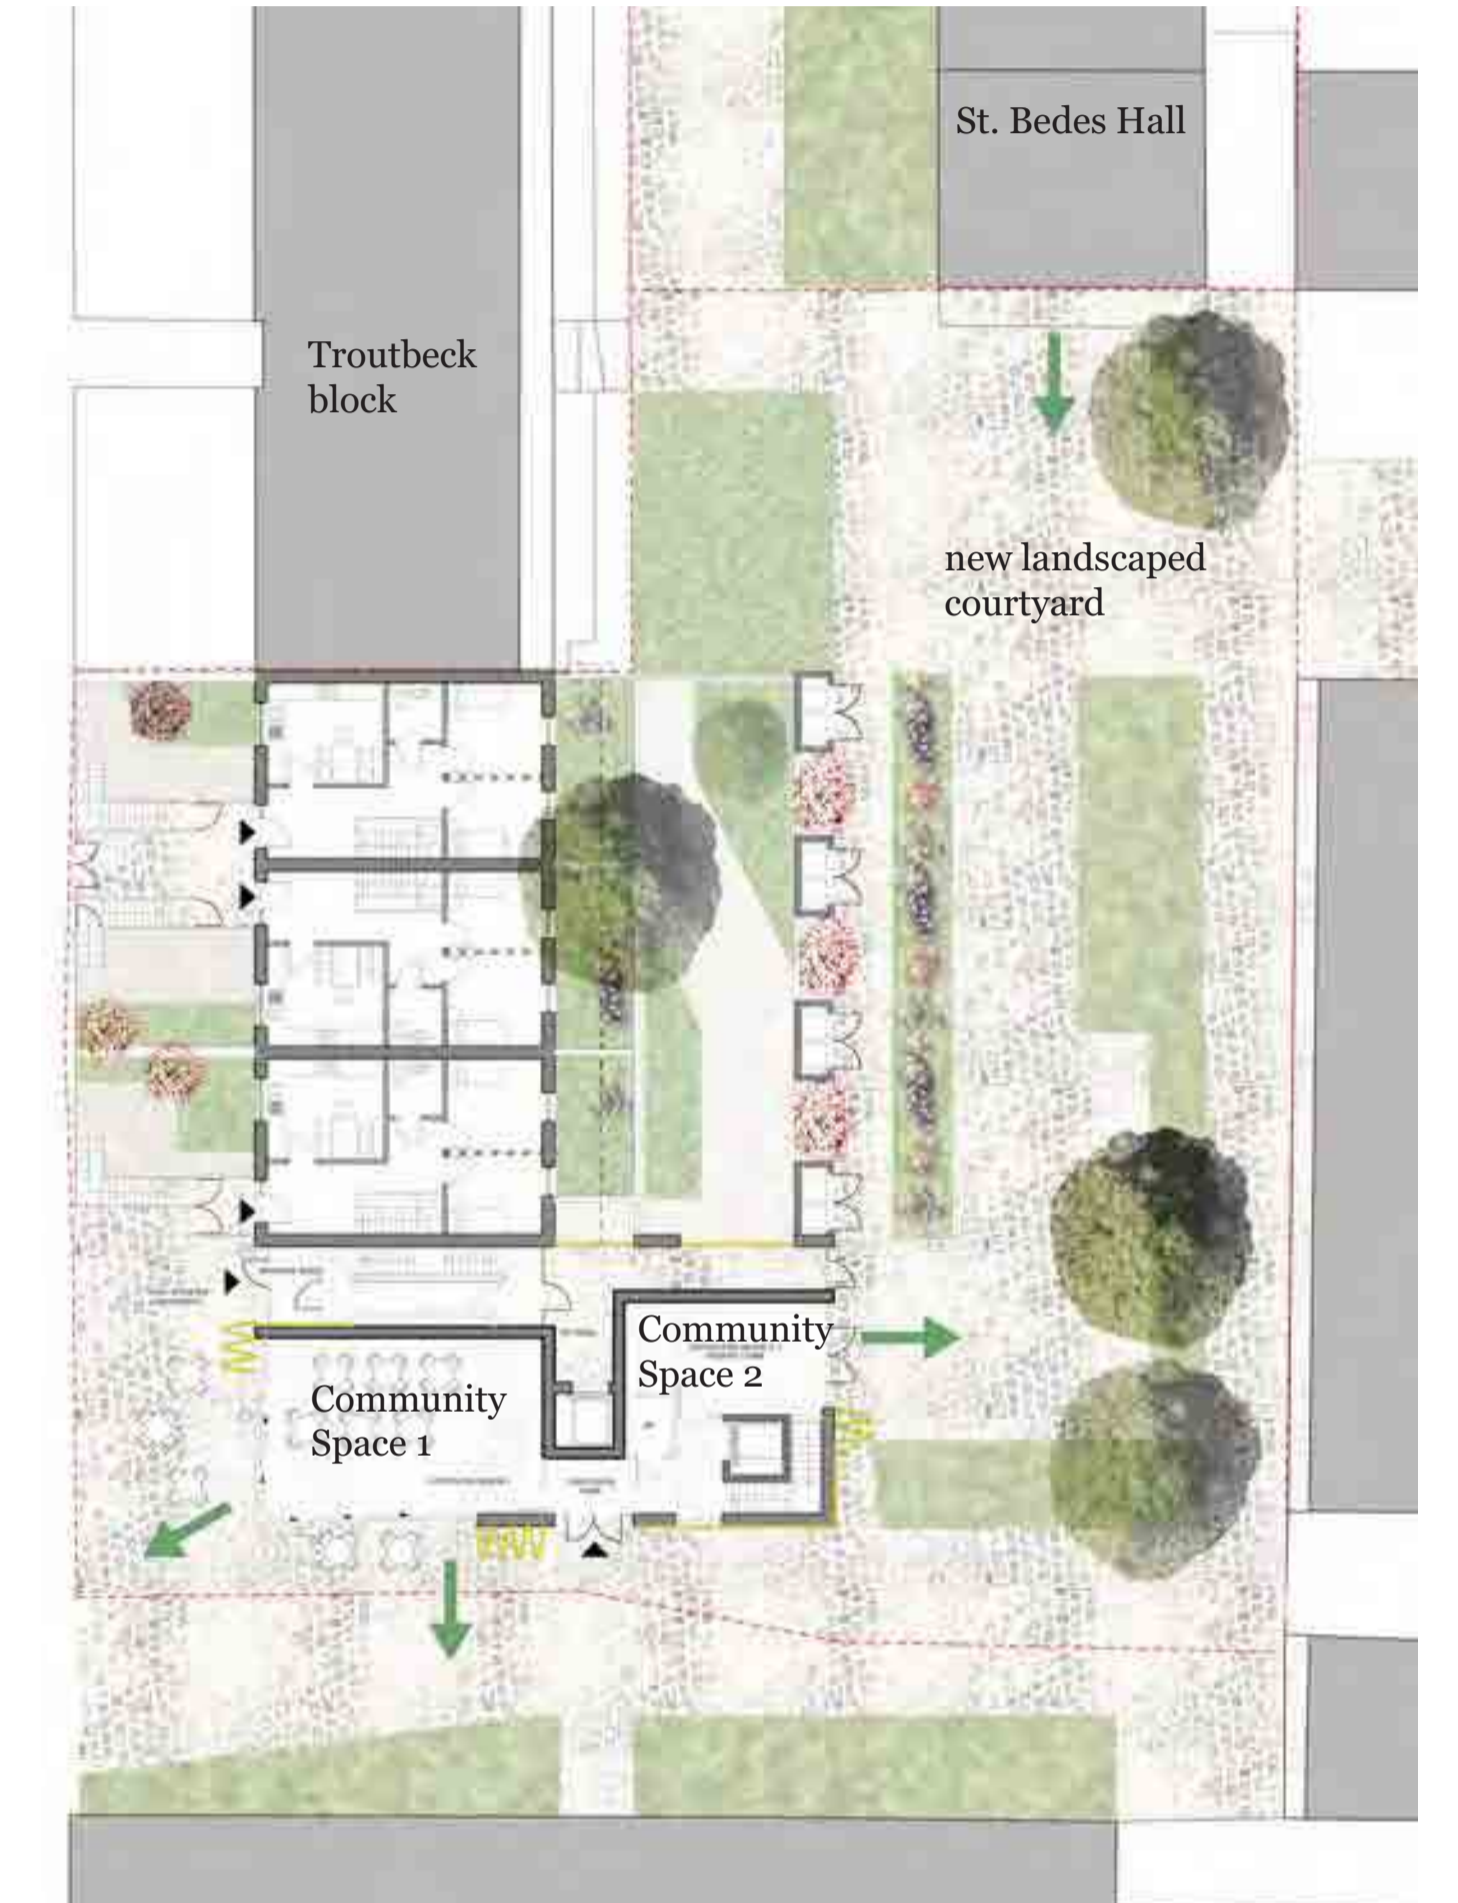 St. Bedes Hall
Troutbeck
block
new landscaped
courtyard
Community
Space 2
Community
Space 1